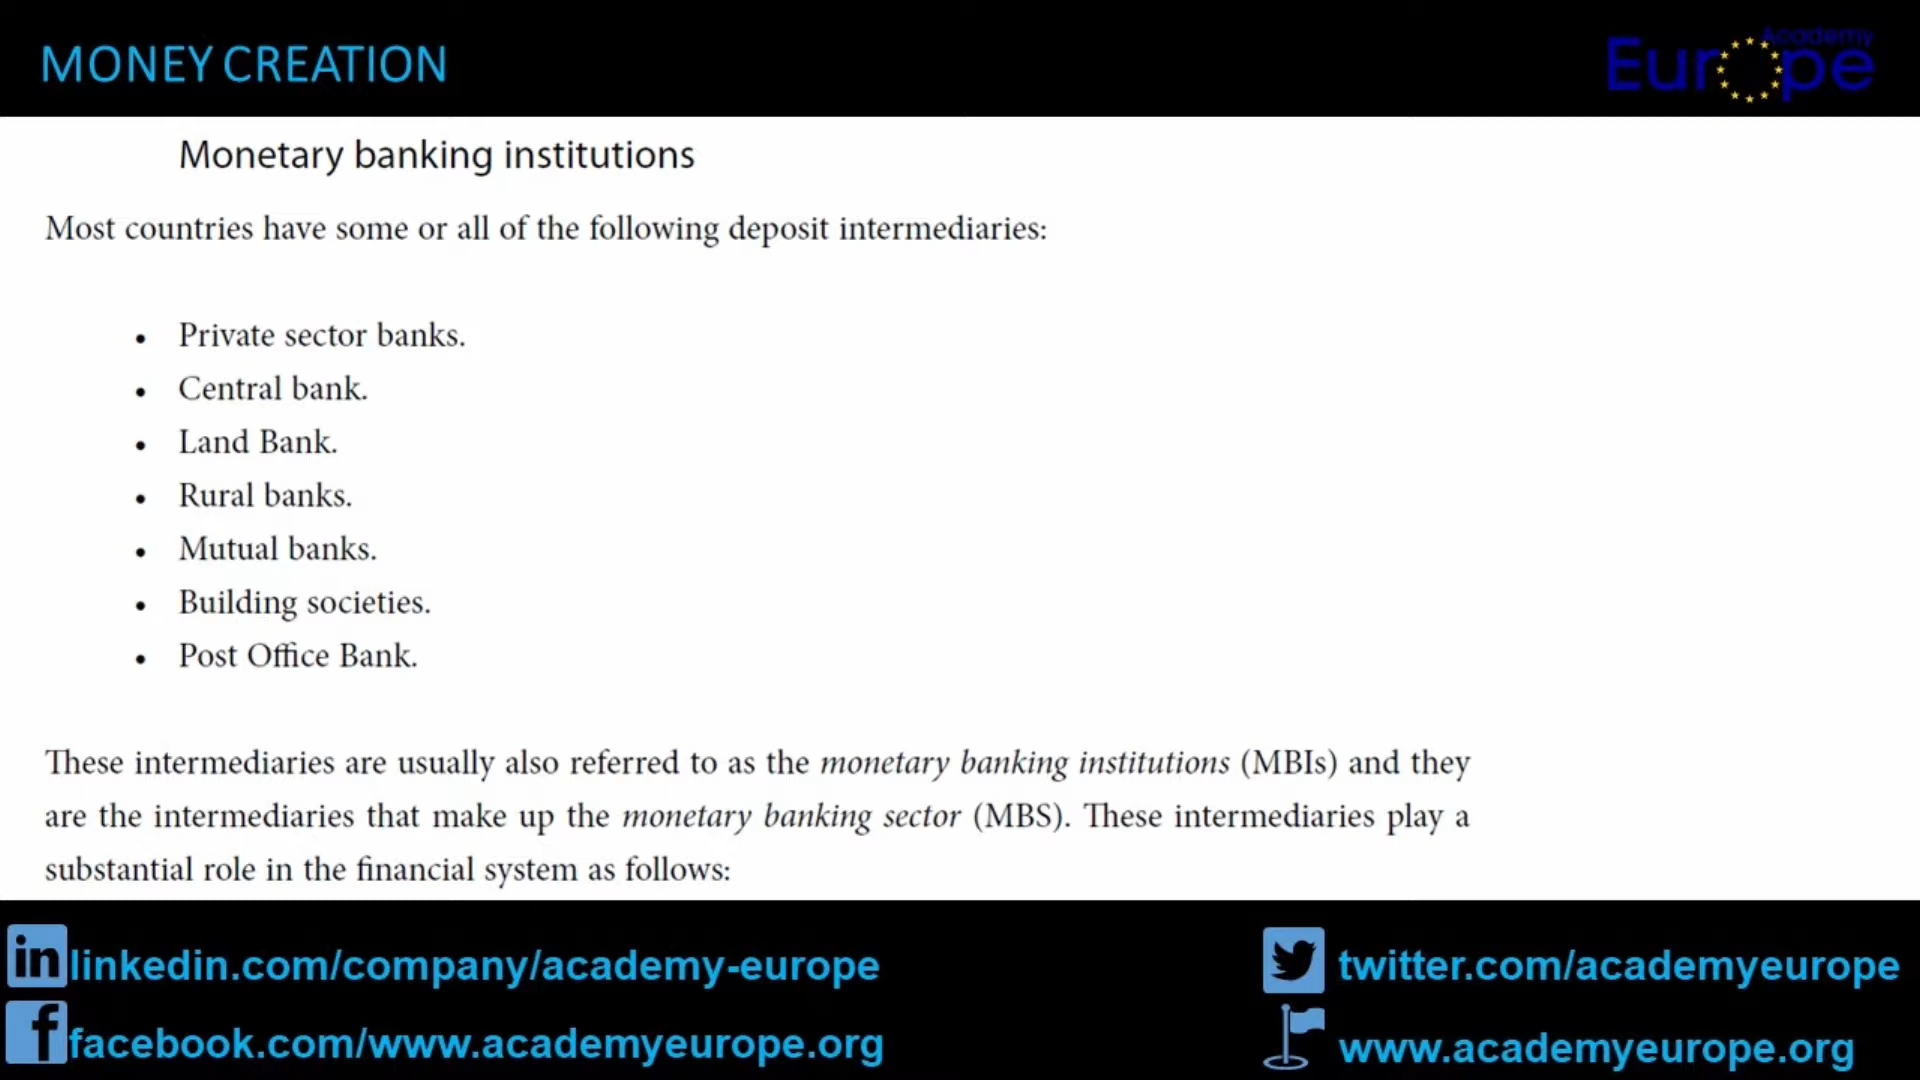 MONEY CREATION
Academy
Europe
Monetary banking institutions
Most countries have some or all of the following deposit intermediaries:
• Private sector banks.
• Central bank.
• Land Bank.
• Rural banks.
• Mutual banks.
• Building societies.
• Post Office Bank.
These intermediaries are usually also referred to as the monetary banking institutions (MBIs) and they
are the intermediaries that make up the monetary banking sector (MBS). These intermediaries play a
substantial role in the financial system as follows:
in linkedin.com/company/academy-europe
twitter.com/academyeurope
f facebook.com/www.academyeurope.org
www.academyeurope.org